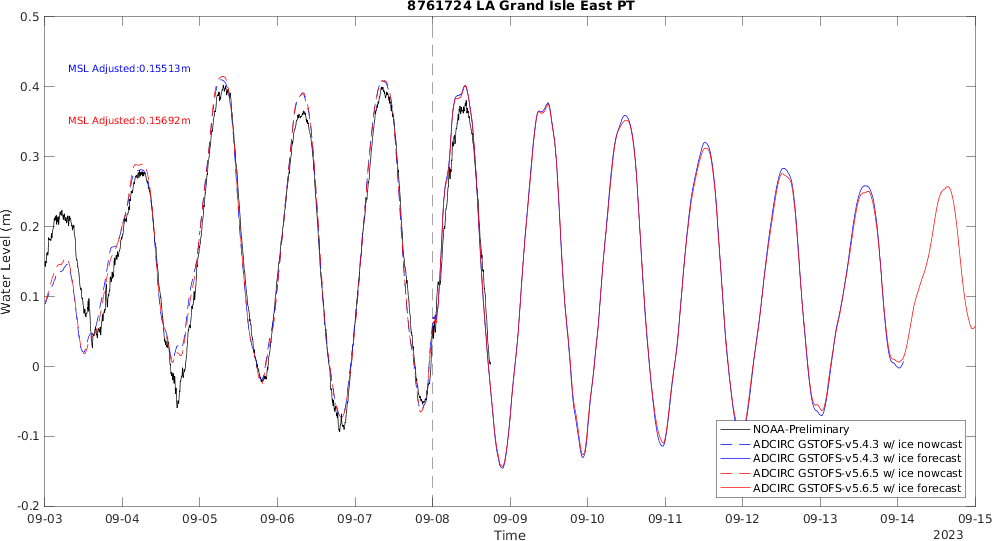 8761724 LA Grand Isle East PT
MSL Adjusted:0.15513m
MSL Adjusted:0.15692m
Water Level (m)
0.5
0.4
0.3
0.2
0.1
0
-0.1
-0.2
NOAA-Preliminary
ADCIRC GSTOFS-v5.4.3 w/ ice nowcast
ADCIRC GSTOFS-v5.4.3 w/ ice forecast
ADCIRC GSTOFS-v5.6.5 w/ ice nowcast
ADCIRC GSTOFS-v5.6.5 w/ ice forecast
09-03 09-04 09-05 09-06 09-07 09-08 09-09 09-10 09-11 09-12 09-13 09-14 09-15
Time
2023